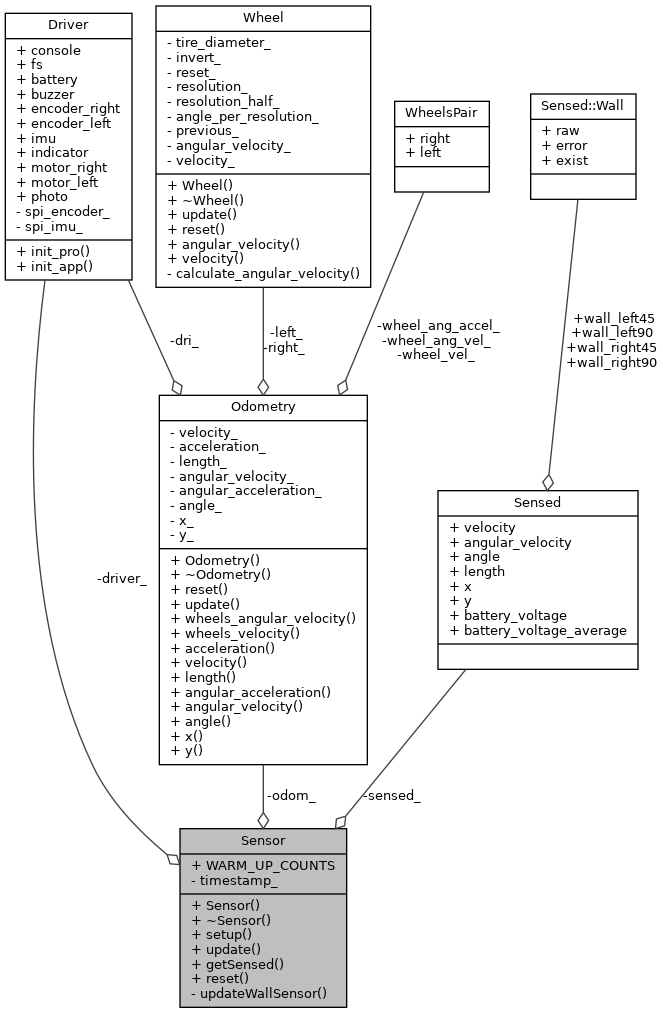 Driver
+ console
+ fs
+ battery
+ buzzer
+ encoder_right
+ encoder_left
+ imu
+ indicator
+ motor_right
+ motor_left
+ photo
- spi_encoder_
- spi_imu_
+ init_pro()
+ init_app()
Wheel
- tire_diameter_
- invert_
- reset_
- resolution_
- resolution_half_
- angle_per_resolution_
- previous_
- angular_velocity_
- velocity_
+ Wheel()
+ ~Wheel()
+ update()
+ reset()
+ angular_velocity()
+ velocity()
- calculate_angular_velocity()
WheelsPair
+ right
+ left
Sensed::Wall
+ raw
+ error
+ exist
-dri_
-left_
-right_
-wheel_ang_accel_
-wheel_ang_vel_
-wheel_vel_
+wall_left45
+wall_left90
+wall_right45
+wall_right90
Odometry
- velocity_
- acceleration_
- length_
- angular_velocity_
- angular_acceleration_
- angle_
- x_
- y_
+ Odometry()
+ ~Odometry()
+ reset()
+ update()
+ wheels_angular_velocity()
+ wheels_velocity()
+ acceleration()
+ velocity()
+ length()
+ angular_acceleration()
+ angular_velocity()
+ angle()
+ x()
+ y()
Sensed
+ velocity
+ angular_velocity
+ angle
+ length
+ x
+ y
+ battery_voltage
+ battery_voltage_average
-driver_
-odom_
-sensed_
Sensor
+ WARM_UP_COUNTS
- timestamp_
+ Sensor()
+ ~Sensor()
+ setup()
+ update()
+ getSensed()
+ reset()
- updateWallSensor()